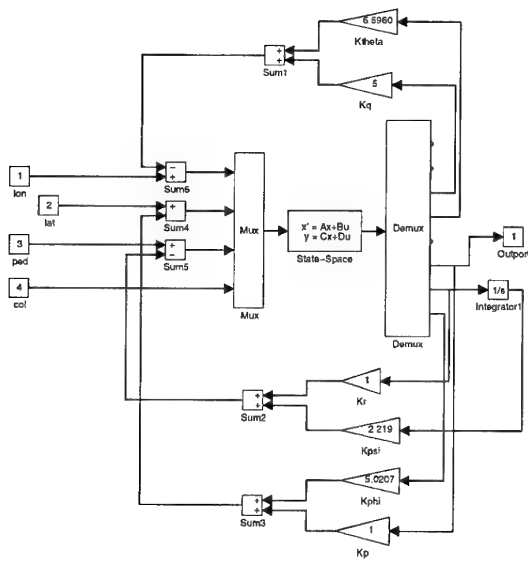 6.5960
Ktheta
+
+
Sum1
5
Kq
1
lon
−
+
Sum6
2
lat
+
+
Sum4
3
ped
+
−
Sum5
4
col
Mux
Mux
x' = Ax+Bu
y = Cx+Du
State-Space
Demux
Demux
1
Outport
1/s
Integrator1
1
Kr
+
+
Sum2
2.219
Kpsi
5.0207
Kphi
+
+
Sum3
1
Kp